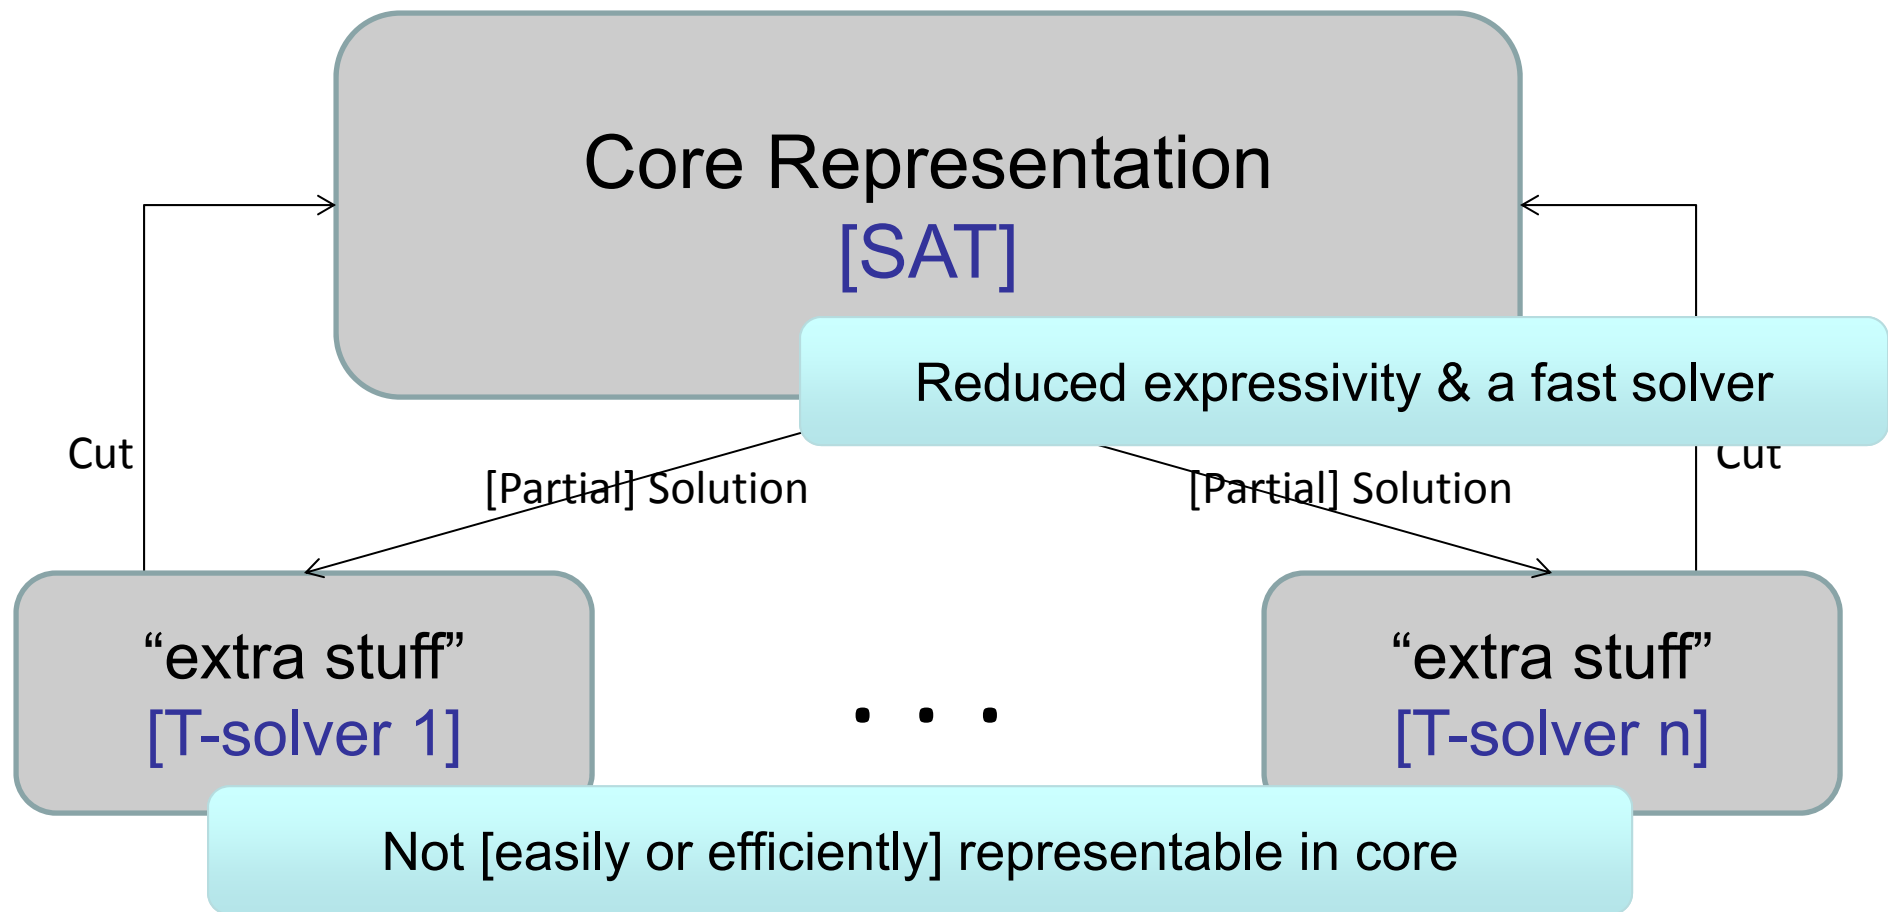 Core Representation
[SAT]
Reduced expressivity & a fast solver
Cut
Cut
[Partial] Solution
[Partial] Solution
“extra stuff”
[T-solver 1]
. . .
“extra stuff”
[T-solver n]
Not [easily or efficiently] representable in core